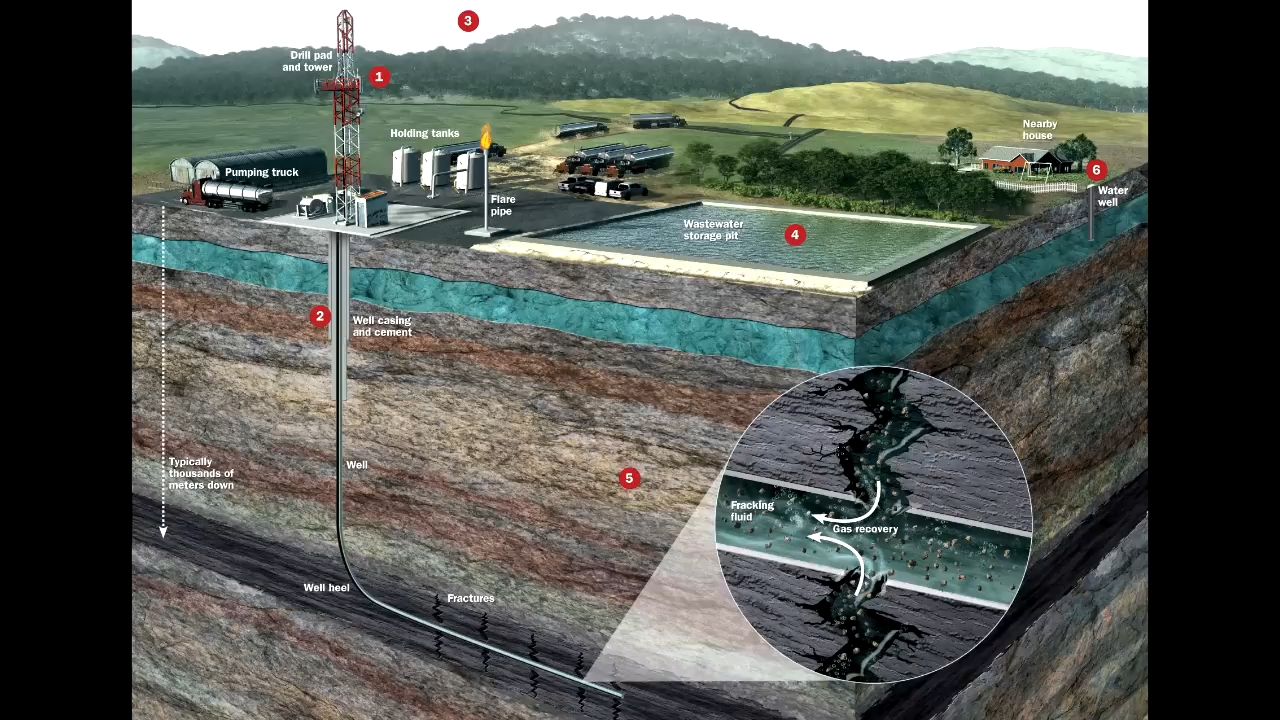 3
Drill pad
and tower
1
Holding tanks
Nearby
house
Pumping truck
6
Water
well
Flare
pipe
Wastewater
storage pit
4
2
Well casing
and cement
Typically
thousands of
meters down
Well
5
Fracking
fluid
Gas recovery
Well heel
Fractures